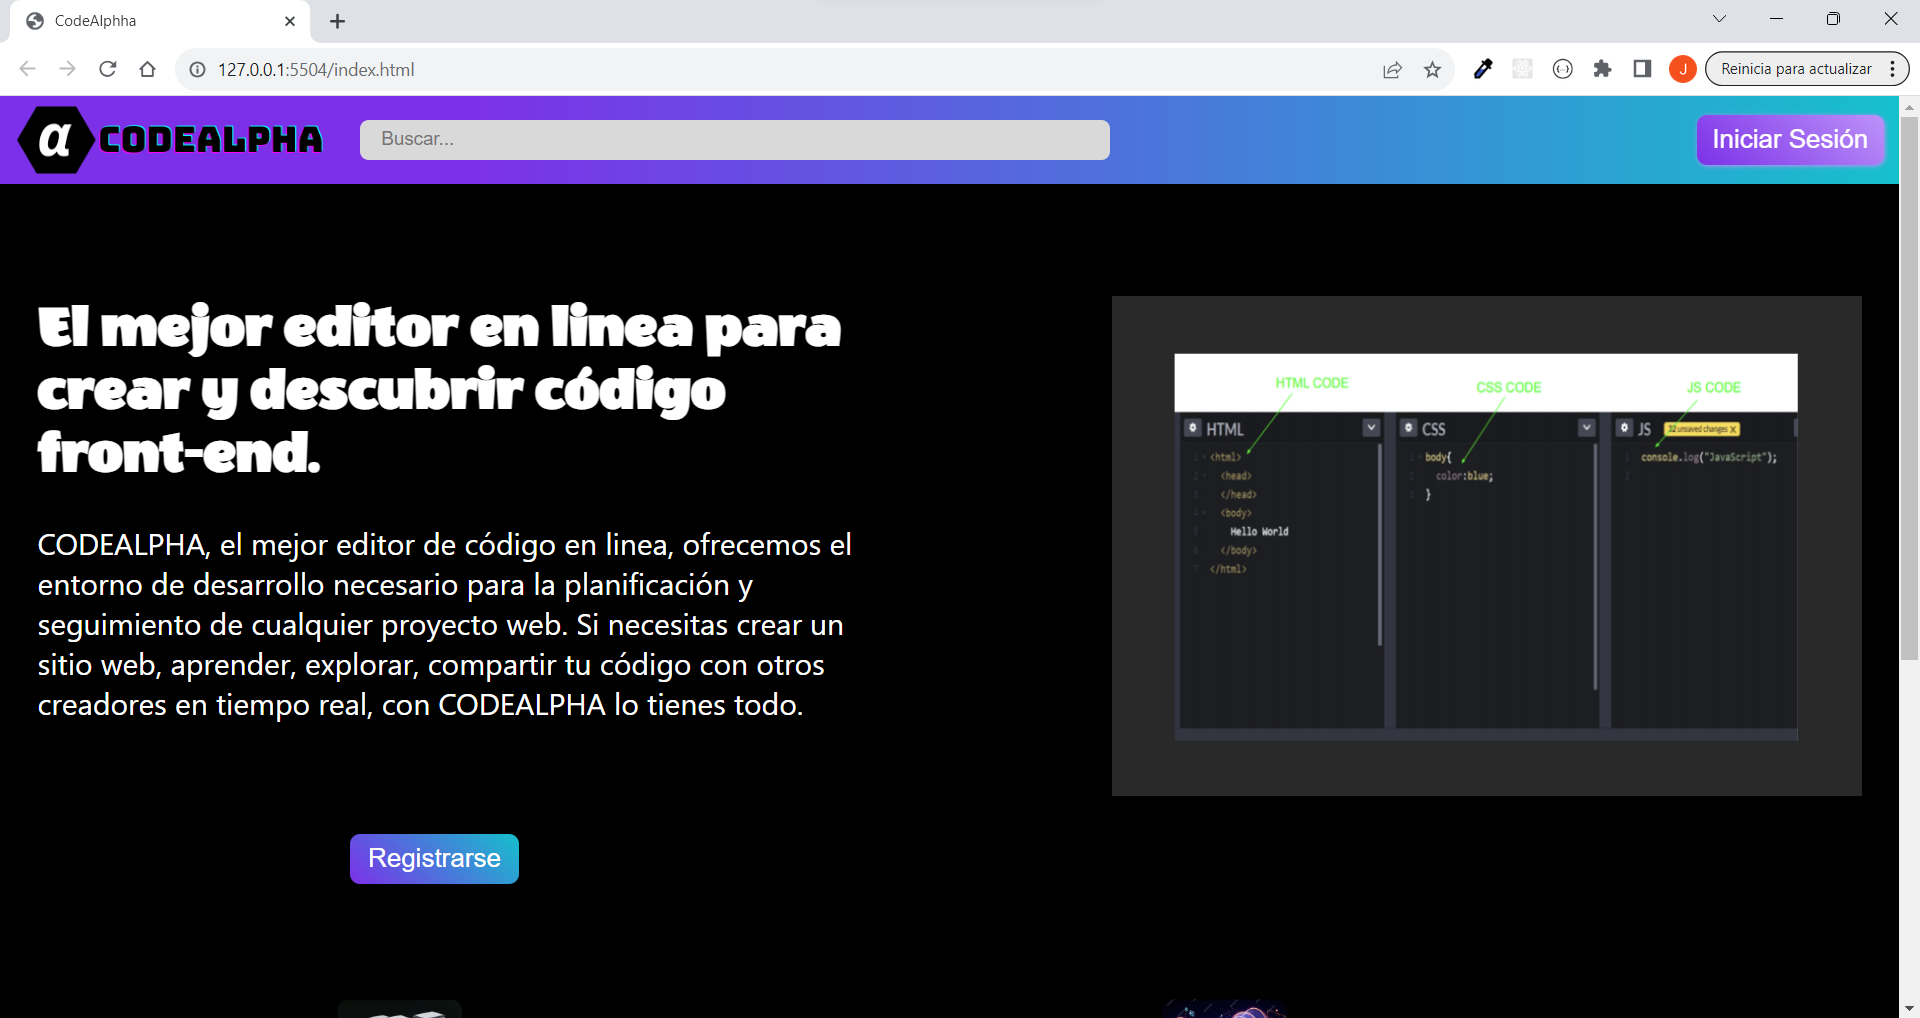 CodeAlphha
127.0.0.1:5504/index.html
J
Reinicia para actualizar
α CODEALPHA
Buscar...
Iniciar Sesión
El mejor editor en linea para
crear y descubrir código
front-end.
CODEALPHA, el mejor editor de código en linea, ofrecemos el
entorno de desarrollo necesario para la planificación y
seguimiento de cualquier proyecto web. Si necesitas crear un
sitio web, aprender, explorar, compartir tu código con otros
creadores en tiempo real, con CODEALPHA lo tienes todo.
Registrarse
HTML CODE
CSS CODE
JS CODE
HTML
1 <html>
2 <head>
3 </head>
4 <body>
5 Hello World
6 </body>
7 </html>
CSS
1 body{
2 color:blue;
3 }
JS
32 unsaved changes X
1 console.log("JavaScript");
2